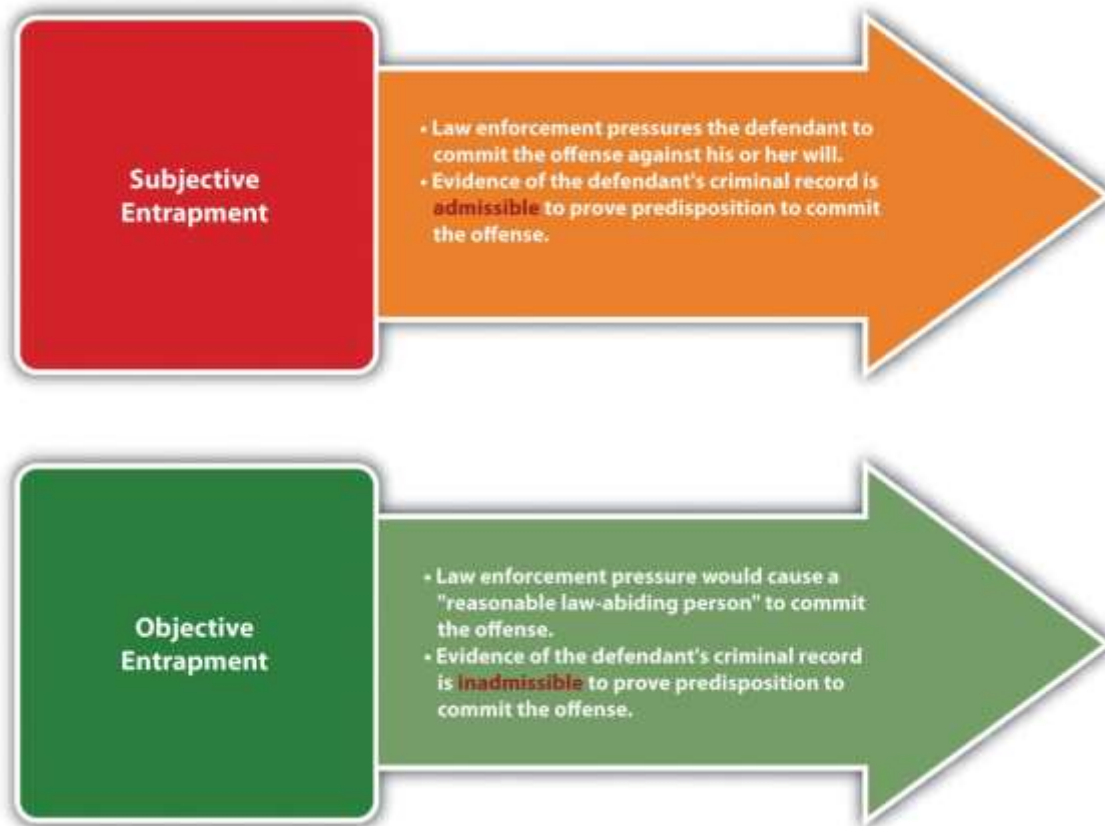 Subjective
Entrapment
• Law enforcement pressures the defendant to
commit the offense against his or her will.
• Evidence of the defendant's criminal record is
admissible to prove predisposition to commit
the offense.
Objective
Entrapment
• Law enforcement pressure would cause a
"reasonable law-abiding person" to commit
the offense.
• Evidence of the defendant's criminal record
is inadmissible to prove predisposition to
commit the offense.